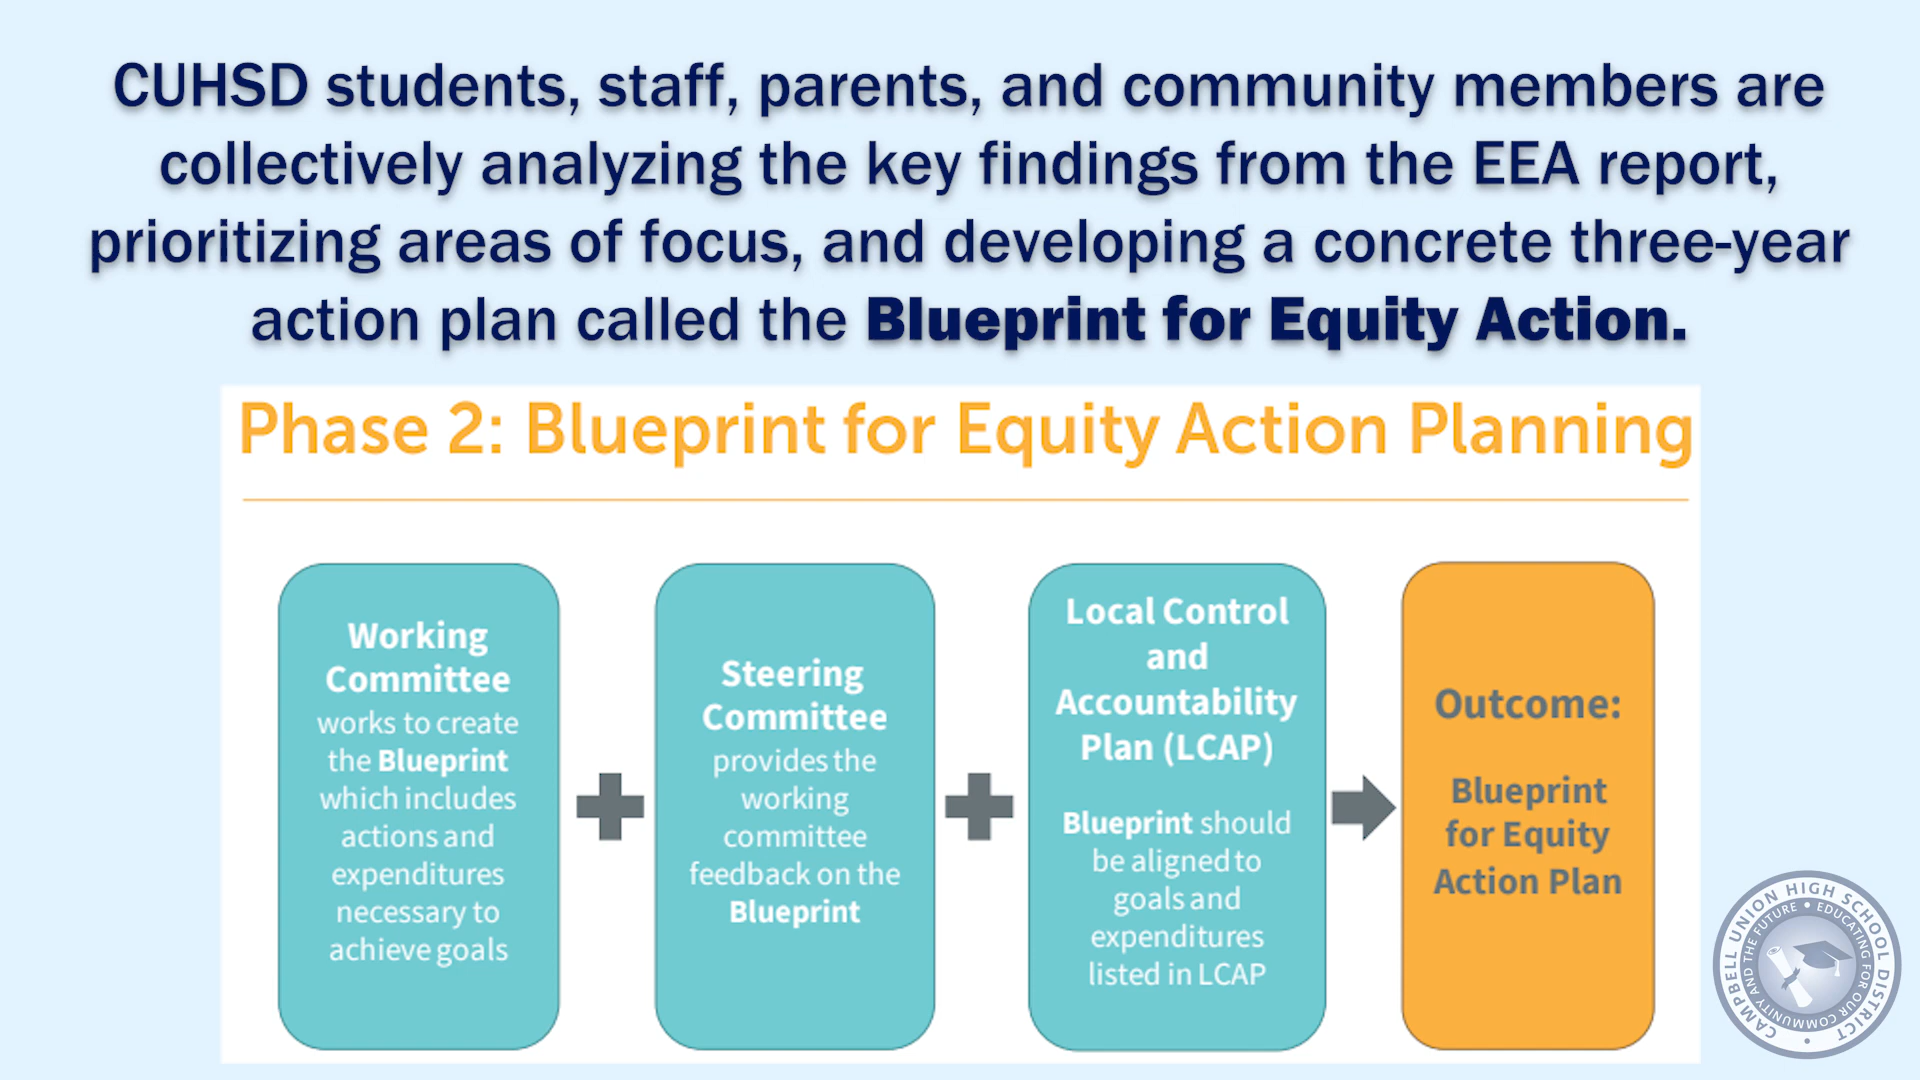 CUHSD students, staff, parents, and community members are
collectively analyzing the key findings from the EEA report,
prioritizing areas of focus, and developing a concrete three-year
action plan called the Blueprint for Equity Action.
Phase 2: Blueprint for Equity Action Planning
Working
Committee
works to create
the Blueprint
which includes
actions and
expenditures
necessary to
achieve goals
Steering
Committee
provides the
working
committee
feedback on the
Blueprint
Local Control
and
Accountability
Plan (LCAP)
Blueprint should
be aligned to
goals and
expenditures
listed in LCAP
Outcome:
Blueprint
for Equity
Action Plan
CAMPBELL UNION HIGH SCHOOL DISTRICT
EDUCATING FOR OUR COMMUNITY AND THE FUTURE